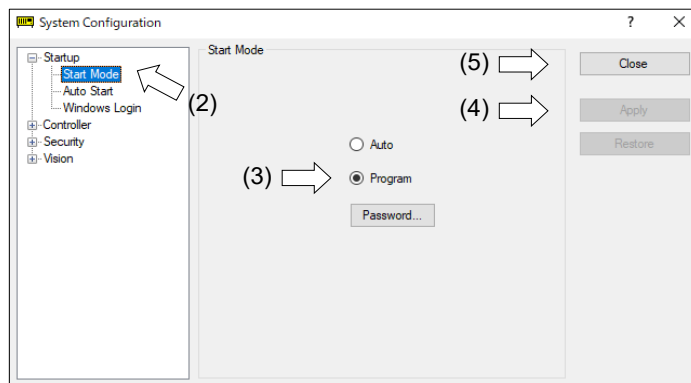 System Configuration
?
Startup
Start Mode
Auto Start
Windows Login
Controller
Security
Vision
(2)
Start Mode
Auto
(3)
Program
Password...
(5)
Close
(4)
Apply
Restore